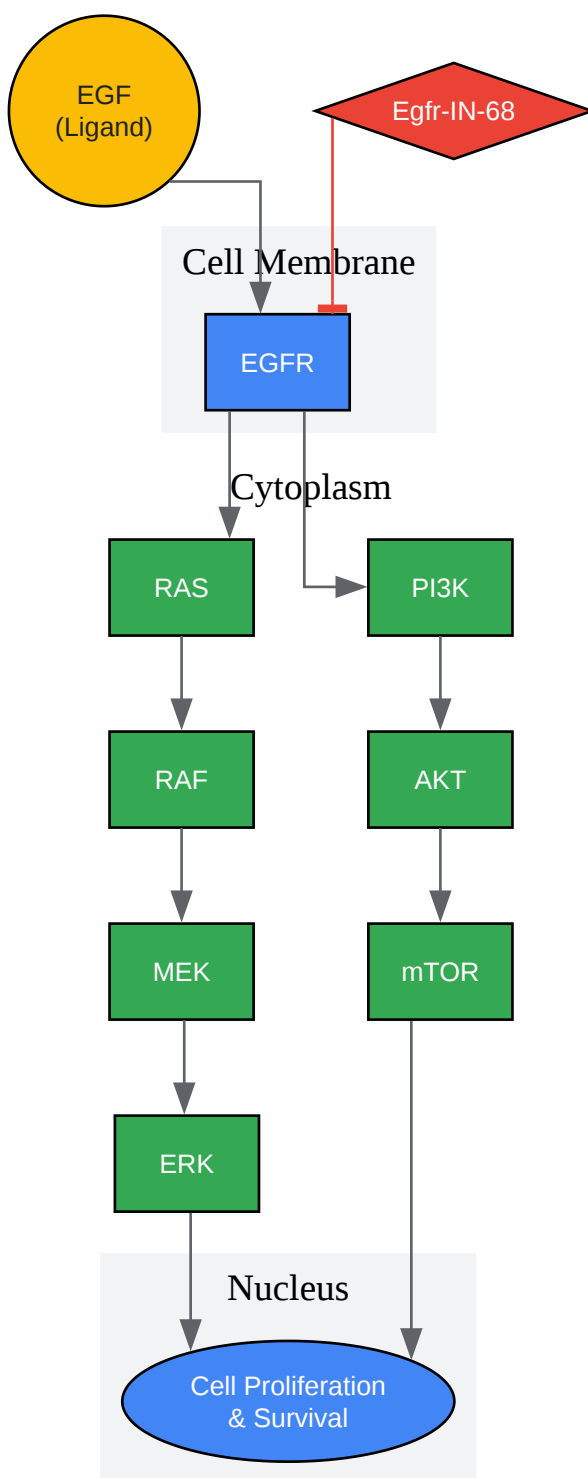 EGF
(Ligand)
Egfr-IN-68
Cell Membrane
EGFR
Cytoplasm
RAS
PI3K
RAF
AKT
MEK
mTOR
ERK
Nucleus
Cell Proliferation
& Survival